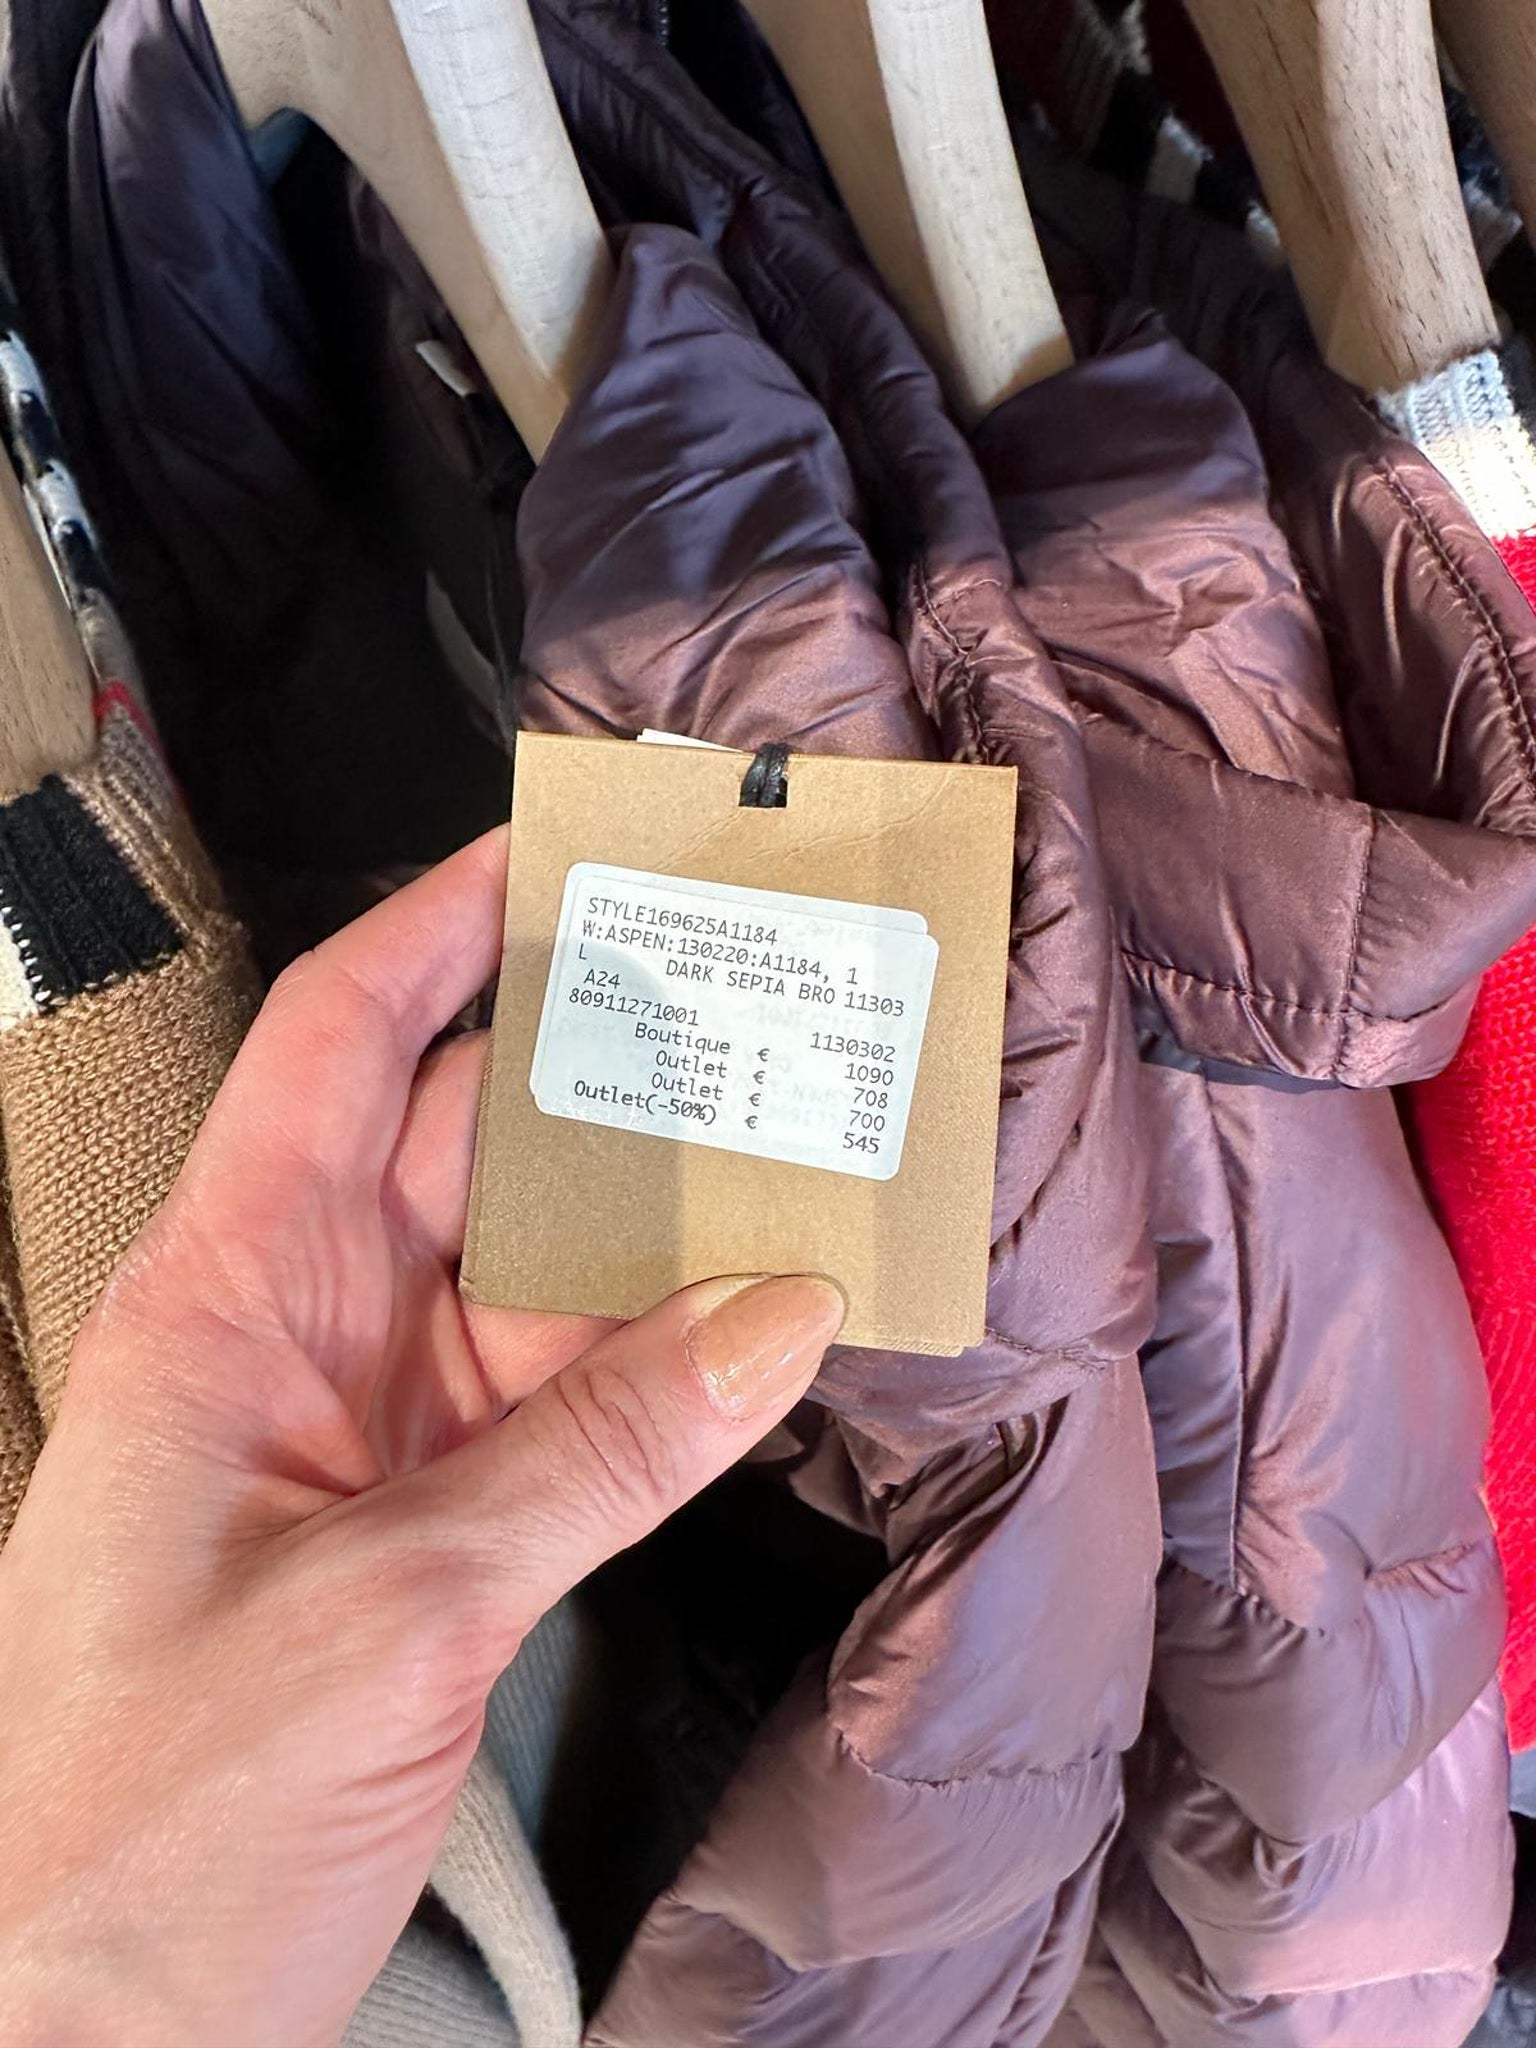 STYLE169625A1184
W:ASPEN:130220:A1184, 1
L DARK SEPIA BRO 11303
A24
80911271001 1130302
Boutique € 1090
Outlet € 708
Outlet € 700
Outlet(-50%) € 545